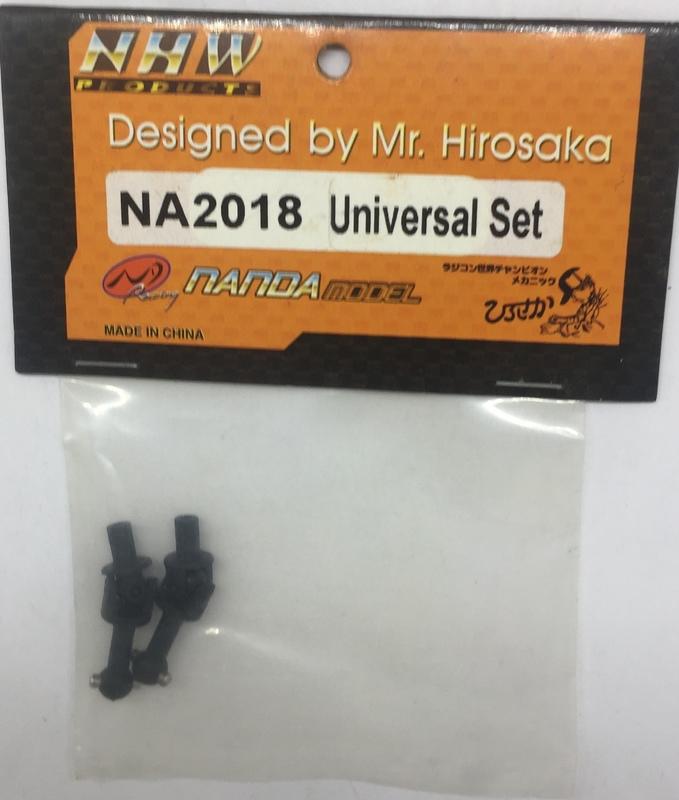 NHW
PRODUCTS
Designed by Mr. Hirosaka
NA2018 Universal Set
Racing NANDA MODEL
ラジコン世界チャンピオン
メカニック
ひろさか
MADE IN CHINA